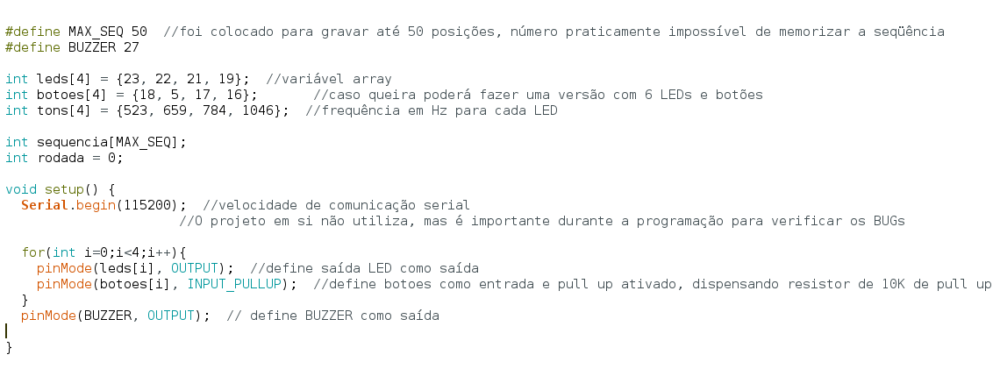 #define MAX_SEQ 50  //foi colocado para gravar até 50 posições, número praticamente impossível de memorizar a seqüência
#define BUZZER 27
int leds[4] = {23, 22, 21, 19};  //variável array
int botoes[4] = {18, 5, 17, 16};       //caso queira poderá fazer uma versão com 6 LEDs e botões
int tons[4] = {523, 659, 784, 1046};  //frequência em Hz para cada LED
int sequencia[MAX_SEQ];
int rodada = 0;
void setup() {
  Serial.begin(115200);  //velocidade de comunicação serial
                      //O projeto em si não utiliza, mas é importante durante a programação para verificar os BUGs
  for(int i=0;i<4;i++){
    pinMode(leds[i], OUTPUT);  //define saída LED como saída
    pinMode(botoes[i], INPUT_PULLUP);  //define botoes como entrada e pull up ativado, dispensando resistor de 10K de pull up
  }
  pinMode(BUZZER, OUTPUT);  // define BUZZER como saída
}